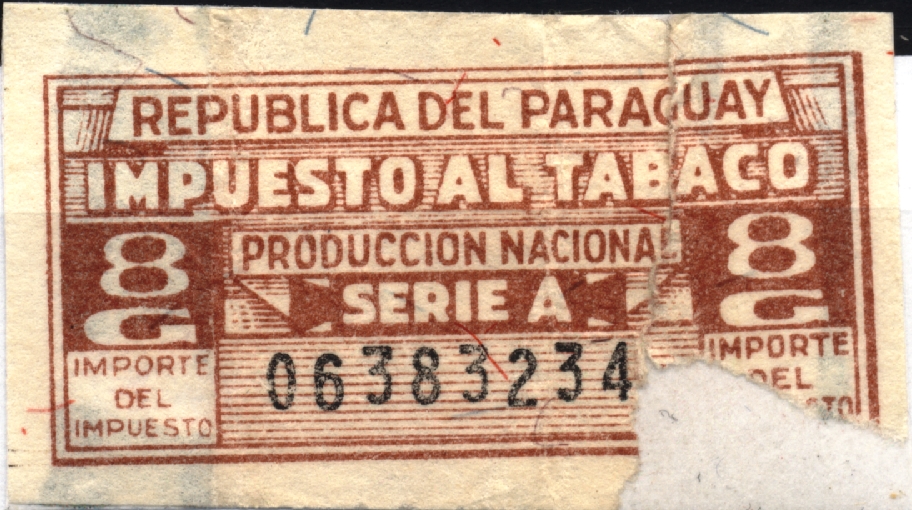 REPUBLICA DEL PARAGUAY
IMPUESTO AL TABACO
PRODUCCION NACIONAL
8 G
8 G
SERIE A
06383234
IMPORTE
DEL
IMPUESTO
IMPORTE
DEL